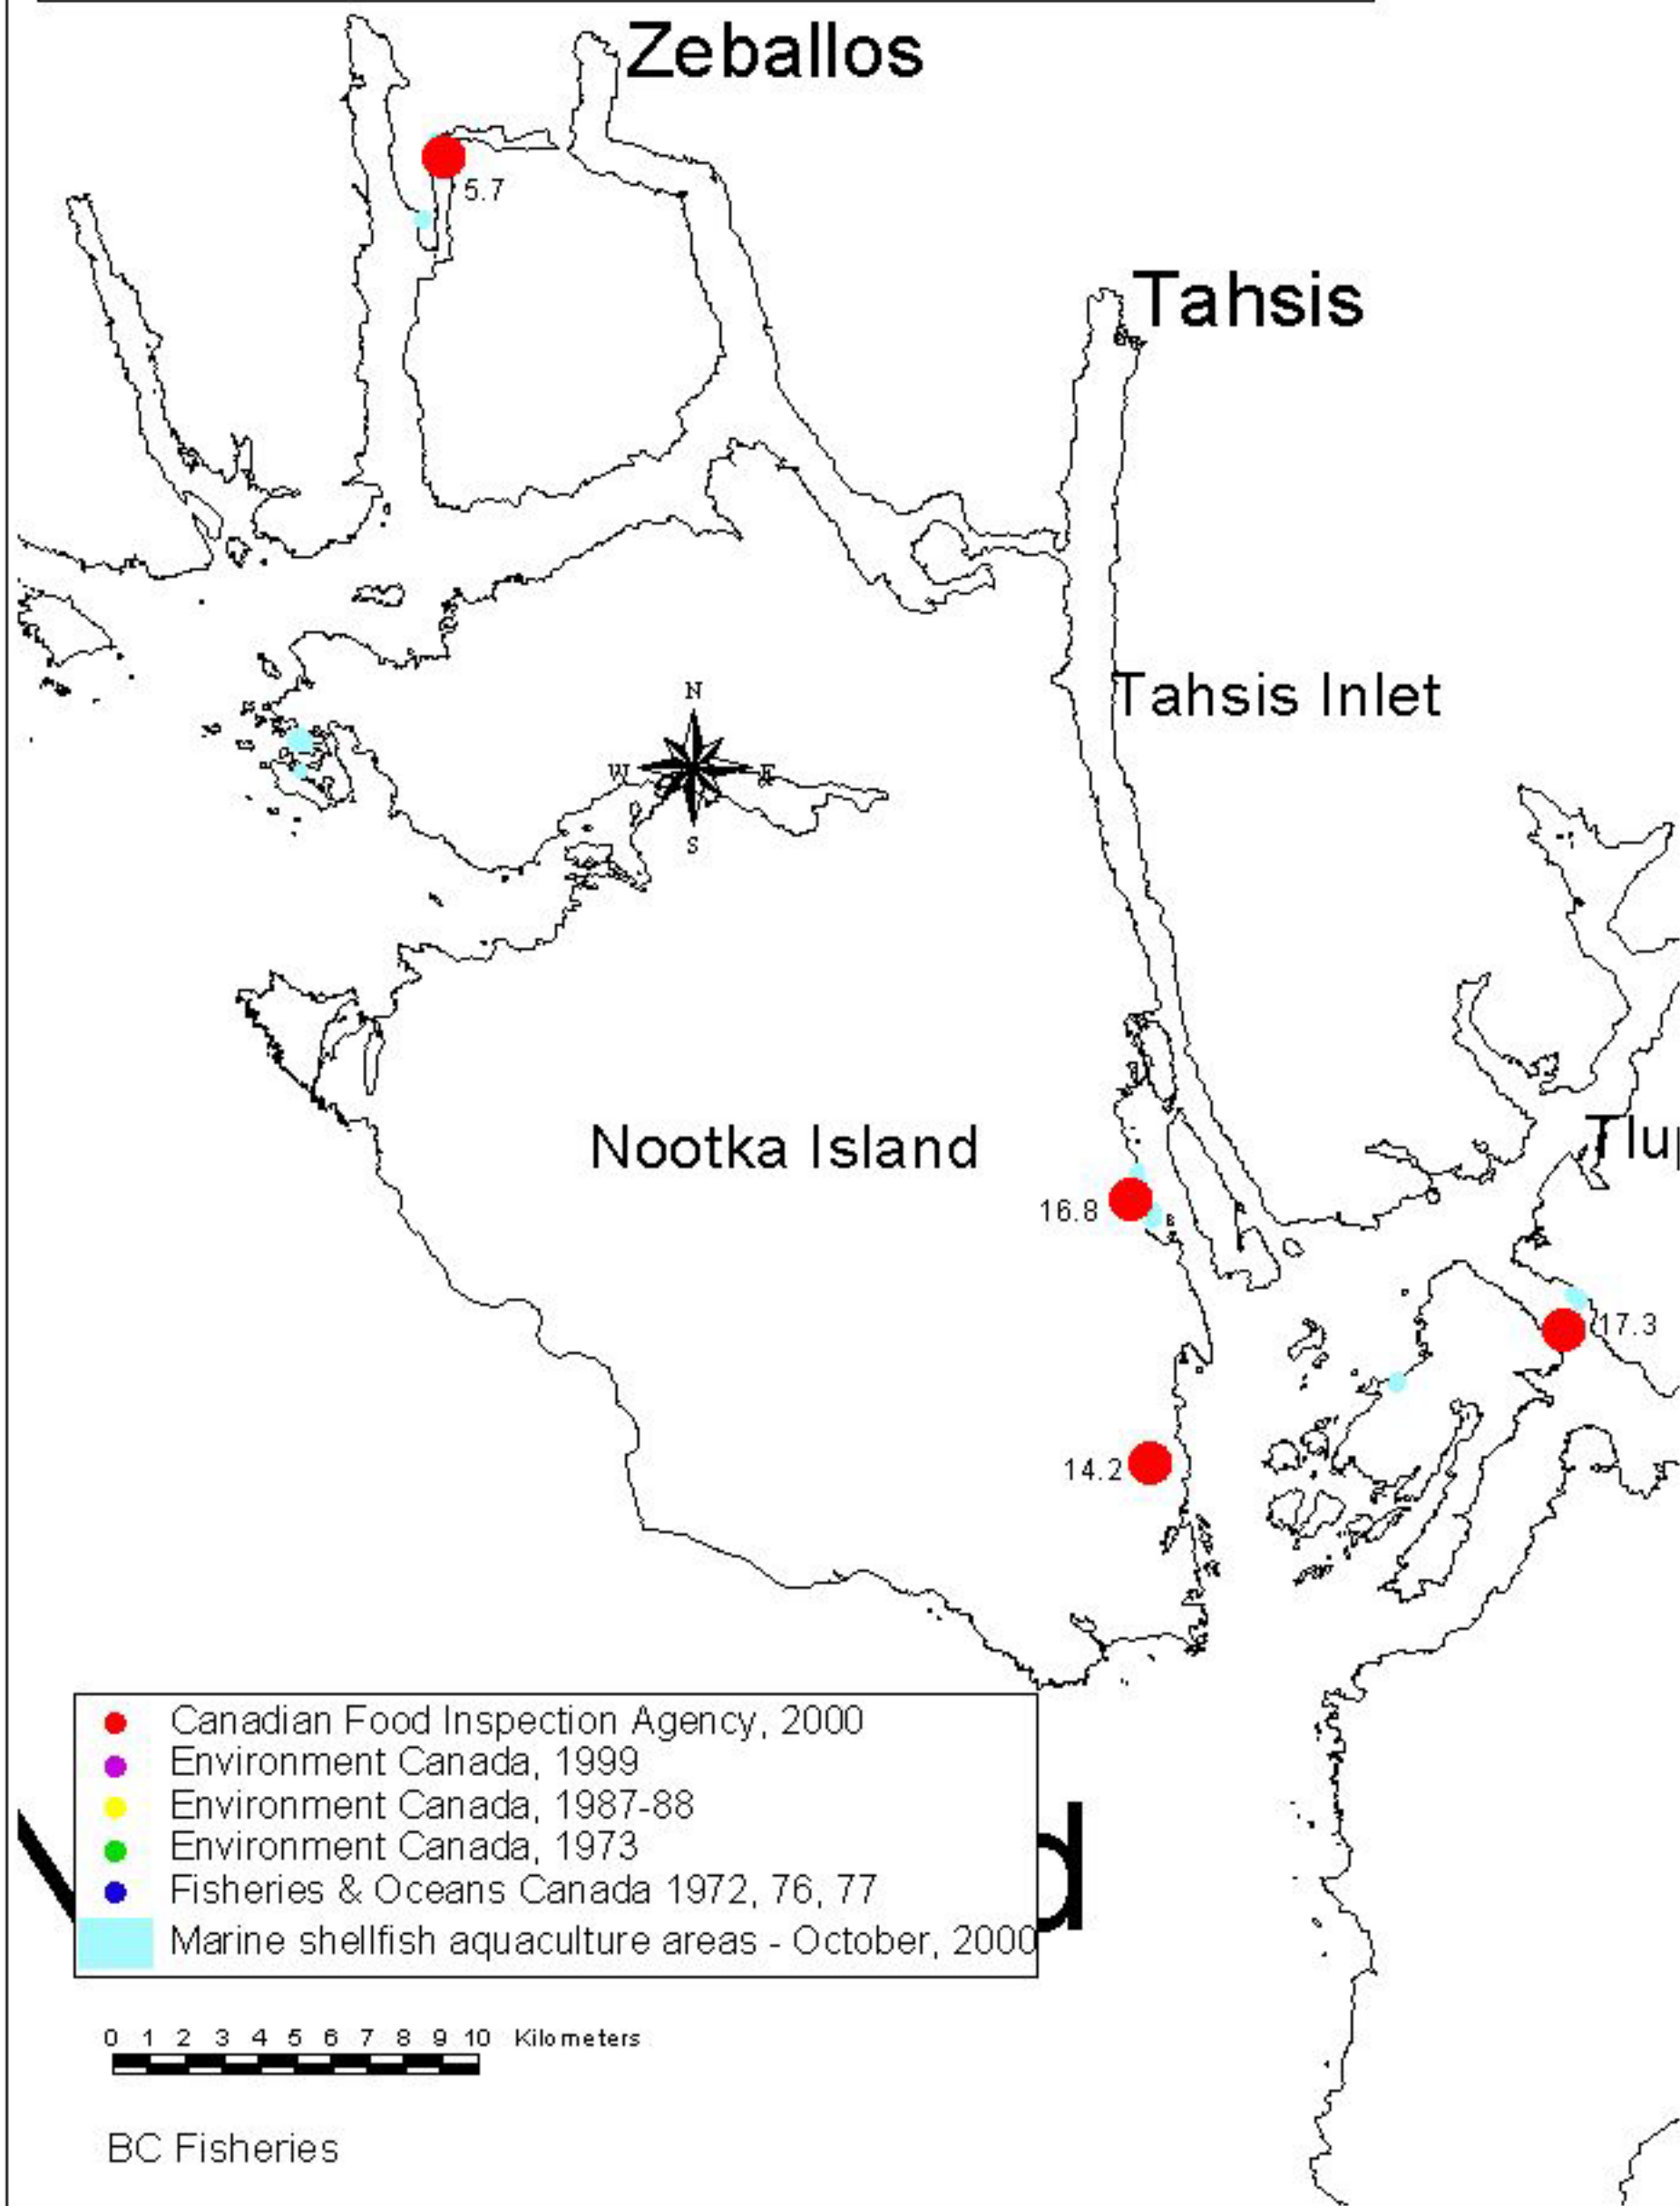 Zeballos
5.7
Tahsis
Tahsis Inlet
N
W E
S
Nootka Island
Tlup
16.8
17.3
14.2
Canadian Food Inspection Agency, 2000
Environment Canada, 1999
Environment Canada, 1987-88
Environment Canada, 1973
Fisheries & Oceans Canada 1972, 76, 77
Marine shellfish aquaculture areas - October, 2000
d
0 1 2 3 4 5 6 7 8 9 10 Kilometers
BC Fisheries